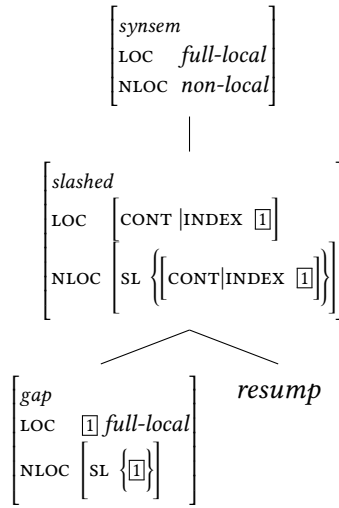 synsem
LOC full-local
NLOC non-local
slashed
LOC [CONT |INDEX 1]
NLOC [SL {[CONT|INDEX 1]}]
gap
LOC 1 full-local
NLOC [SL {1}]
resump